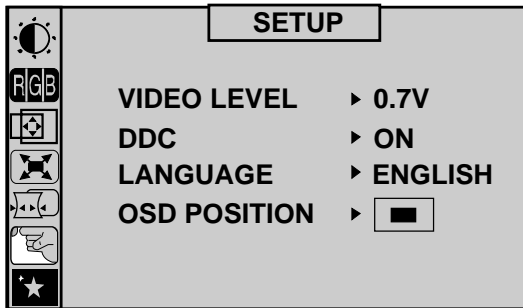 SETUP
RGB
VIDEO LEVEL 0.7V
DDC ON
LANGUAGE ENGLISH
OSD POSITION